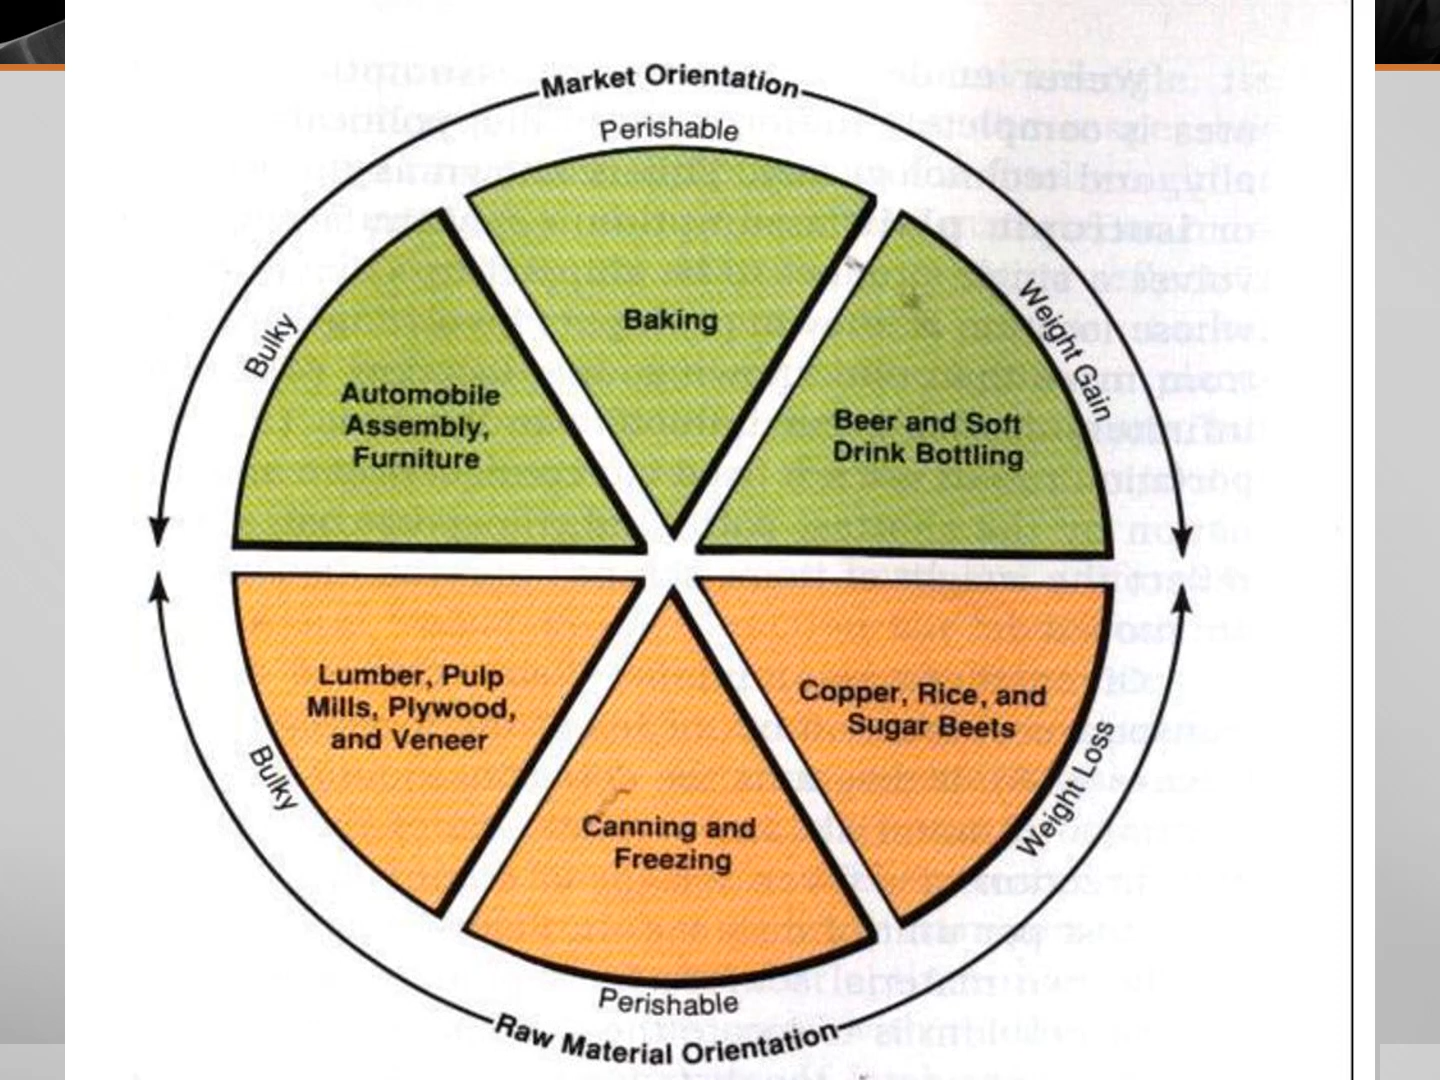 Market Orientation
Perishable
Bulky
Weight Gain
Baking
Automobile
Assembly,
Furniture
Beer and Soft
Drink Bottling
Lumber, Pulp
Mills, Plywood,
and Veneer
Copper, Rice, and
Sugar Beets
Bulky
Weight Loss
Canning and
Freezing
Perishable
Raw Material Orientation